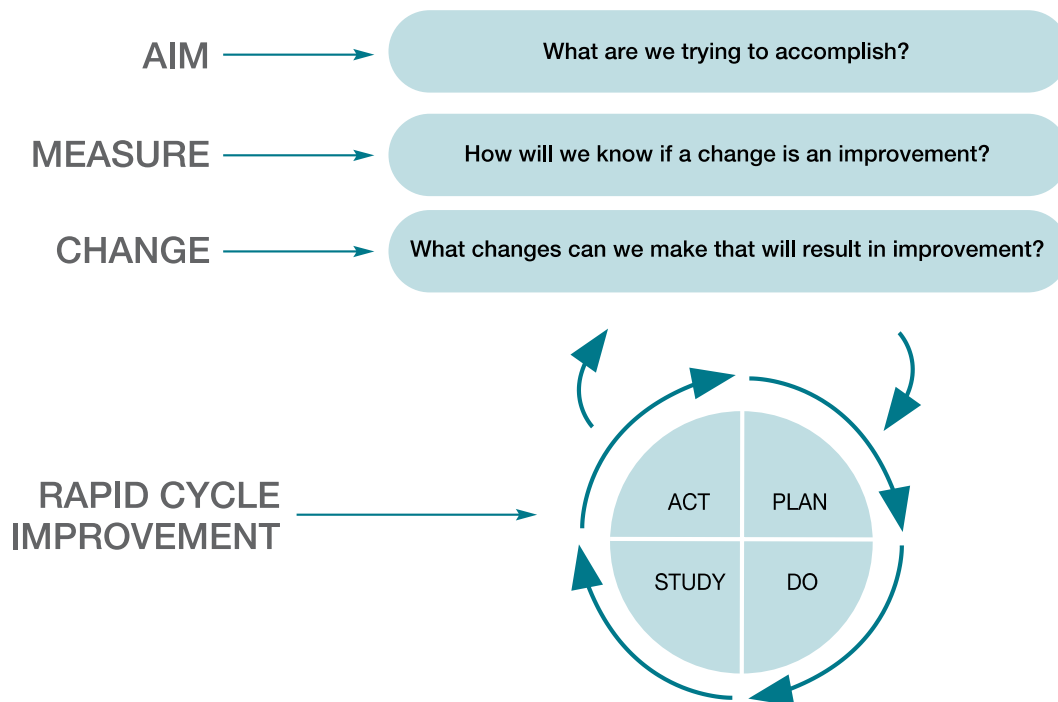 AIM
What are we trying to accomplish?
MEASURE
How will we know if a change is an improvement?
CHANGE
What changes can we make that will result in improvement?
RAPID CYCLE
IMPROVEMENT
ACT
PLAN
STUDY
DO